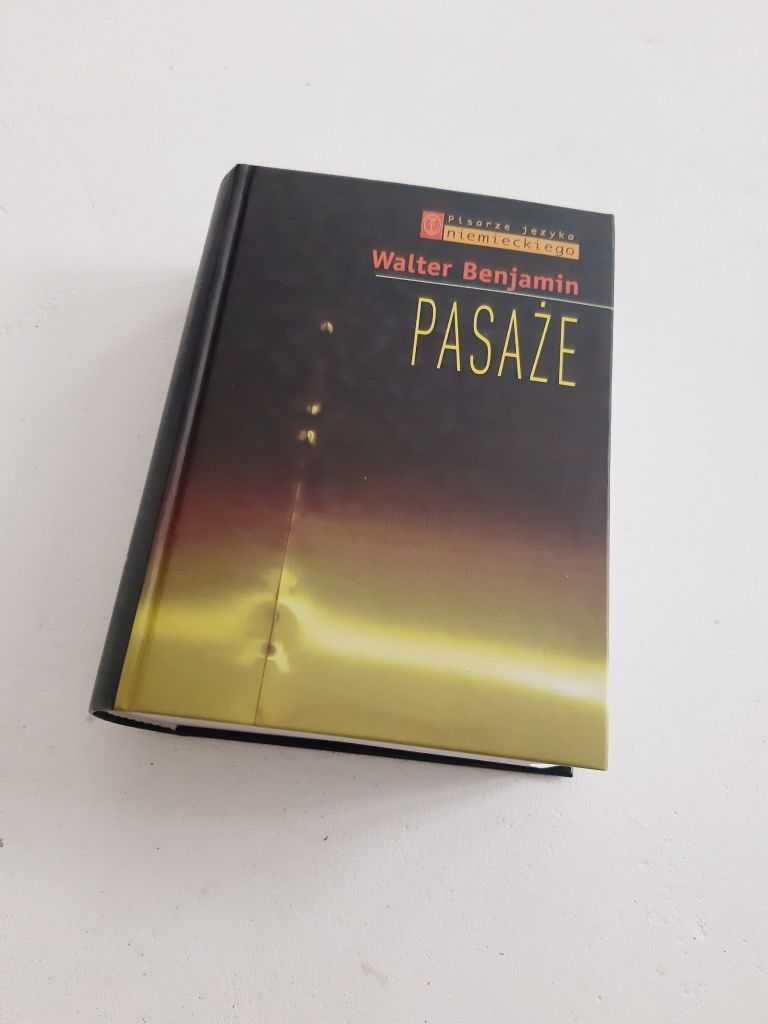 Pisarze języka
niemieckiego
Walter Benjamin
PASAŻE